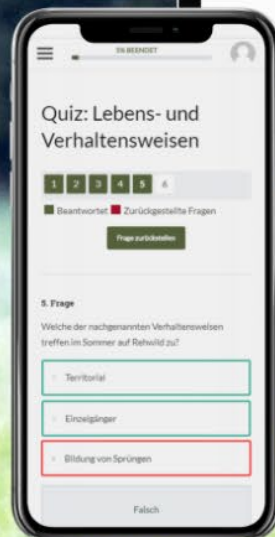 5% BEENDET
Quiz: Lebens- und
Verhaltensweisen
1 2 3 4 5 6
Beantwortet Zurückgestellte Fragen
Frage zurückstellen
5. Frage
Welche der nachgenannten Verhaltensweisen
treffen im Sommer auf Rehwild zu?
Territorial
Einzelgänger
Bildung von Sprüngen
Falsch